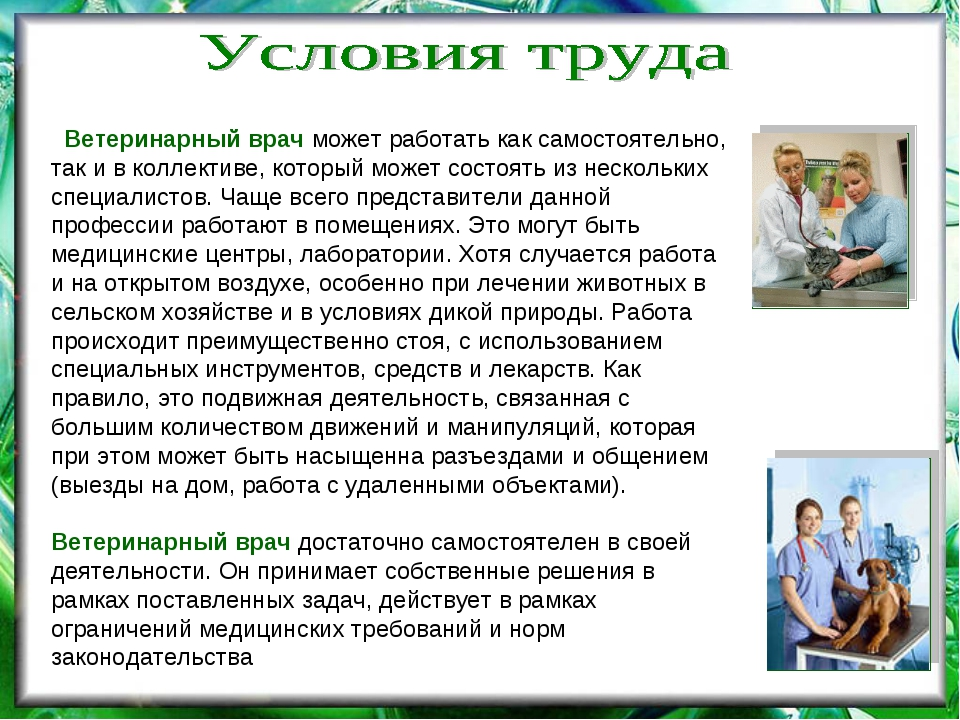 Условия труда
Ветеринарный врач может работать как самостоятельно,
так и в коллективе, который может состоять из нескольких
специалистов. Чаще всего представители данной
профессии работают в помещениях. Это могут быть
медицинские центры, лаборатории. Хотя случается работа
и на открытом воздухе, особенно при лечении животных в
сельском хозяйстве и в условиях дикой природы. Работа
происходит преимущественно стоя, с использованием
специальных инструментов, средств и лекарств. Как
правило, это подвижная деятельность, связанная с
большим количеством движений и манипуляций, которая
при этом может быть насыщенна разъездами и общением
(выезды на дом, работа с удаленными объектами).
Ветеринарный врач достаточно самостоятелен в своей
деятельности. Он принимает собственные решения в
рамках поставленных задач, действует в рамках
ограничений медицинских требований и норм
законодательства